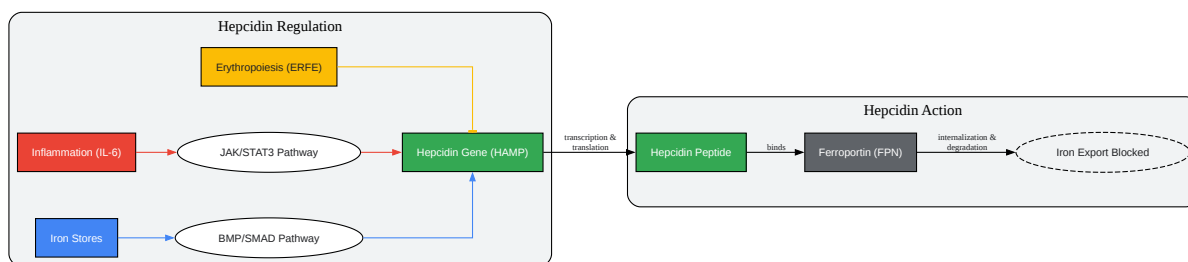 Hepcidin Regulation
Erythropoiesis (ERFE)
Inflammation (IL-6)
JAK/STAT3 Pathway
Hepcidin Gene (HAMP)
Iron Stores
BMP/SMAD Pathway
transcription &
translation
Hepcidin Action
Hepcidin Peptide
binds
Ferroportin (FPN)
internalization &
degradation
Iron Export Blocked